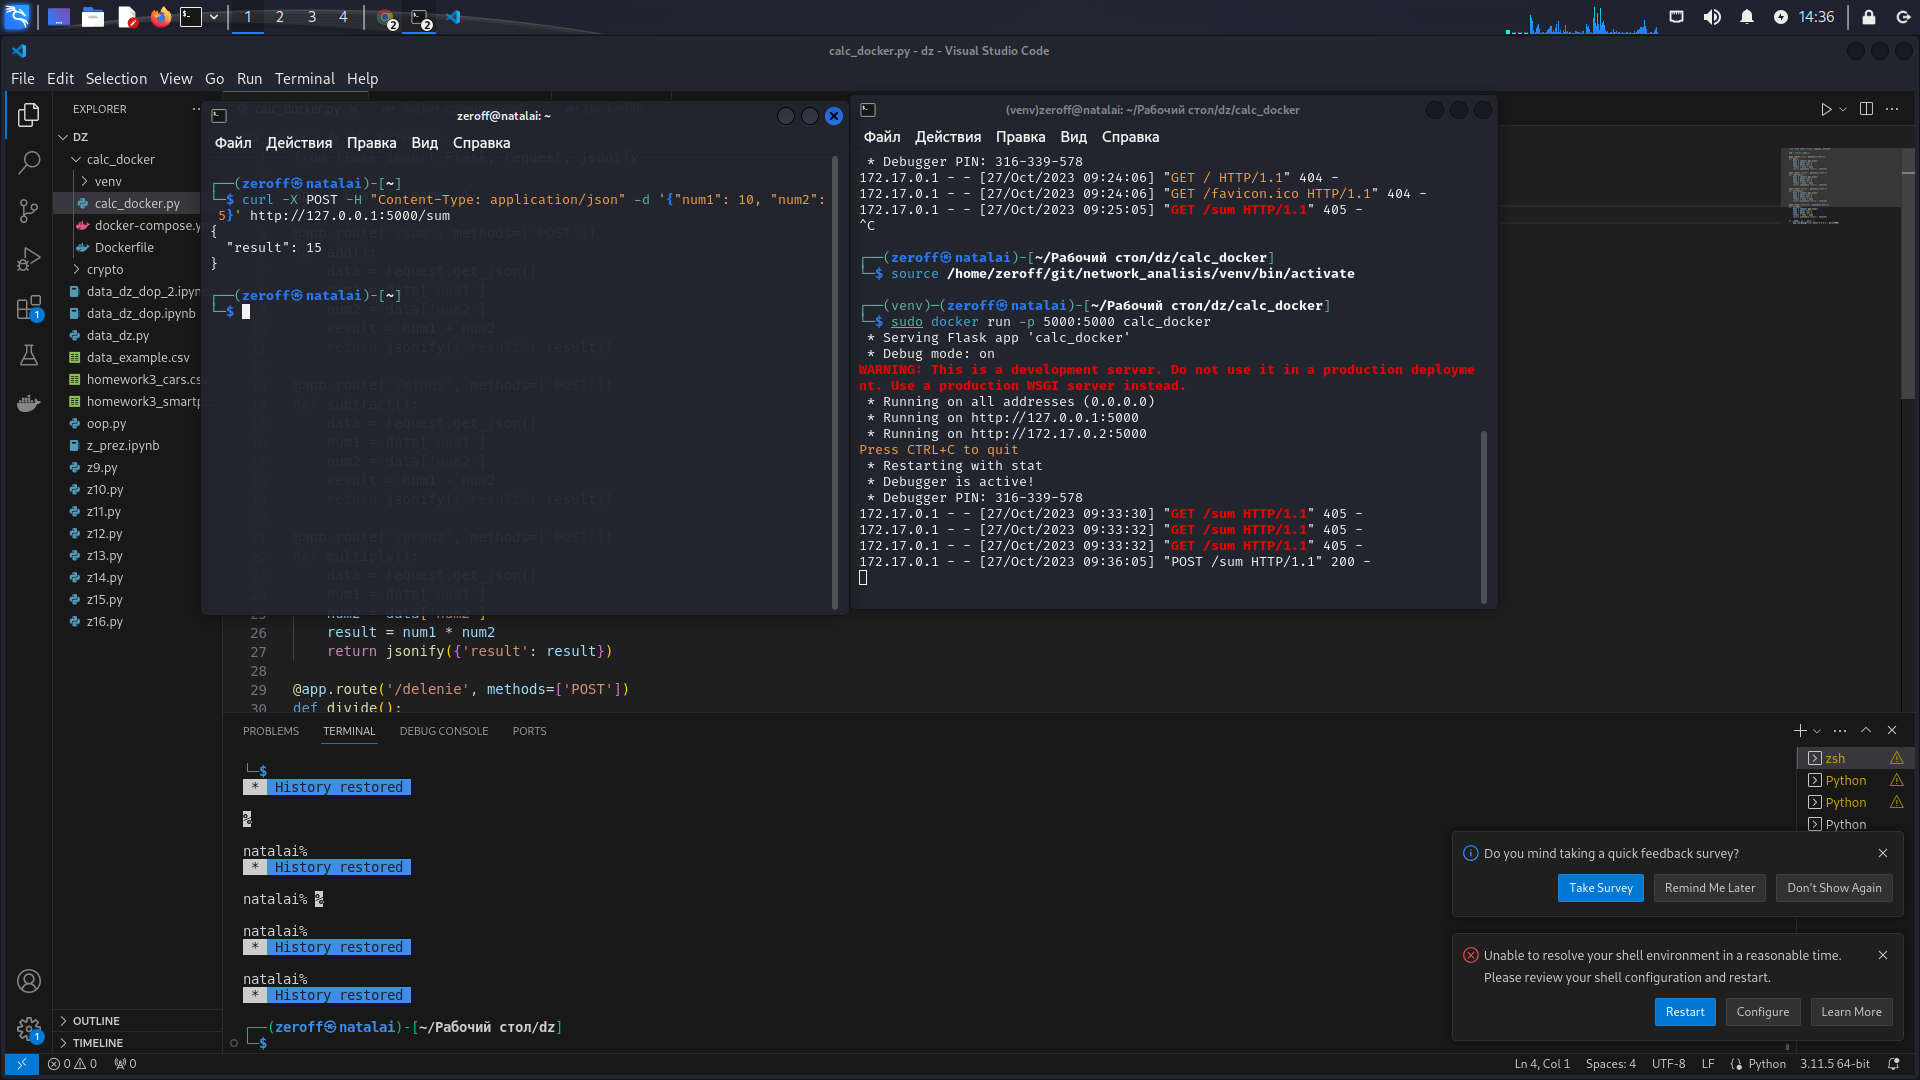 1 2 3 4 2 2 14:36
calc_docker.py - dz - Visual Studio Code
File Edit Selection View Go Run Terminal Help
EXPLORER
DZ
calc_docker
venv
calc_docker.py
docker-compose.y
Dockerfile
crypto
data_dz_dop_2.ipyn
data_dz_dop.ipynb
data_dz.py
data_example.csv
homework3_cars.cs
homework3_smartp
oop.py
z_prez.ipynb
z9.py
z10.py
z11.py
z12.py
z13.py
z14.py
z15.py
z16.py
OUTLINE
TIMELINE
1
1
zeroff@natalai: ~
Файл Действия Правка Вид Справка
┌──(zeroff㉿natalai)-[~]
└─$ curl -X POST -H "Content-Type: application/json" -d '{"num1": 10, "num2":
5}' http://127.0.0.1:5000/sum
{
"result": 15
}
┌──(zeroff㉿natalai)-[~]
└─$
(venv)zeroff@natalai: ~/Рабочий стол/dz/calc_docker
Файл Действия Правка Вид Справка
* Debugger PIN: 316-339-578
172.17.0.1 - - [27/Oct/2023 09:24:06] "GET / HTTP/1.1" 404 -
172.17.0.1 - - [27/Oct/2023 09:24:06] "GET /favicon.ico HTTP/1.1" 404 -
172.17.0.1 - - [27/Oct/2023 09:25:05] "GET /sum HTTP/1.1" 405 -
^C
┌──(zeroff㉿natalai)-[~/Рабочий стол/dz/calc_docker]
└─$ source /home/zeroff/git/network_analisis/venv/bin/activate
┌──(venv)─(zeroff㉿natalai)-[~/Рабочий стол/dz/calc_docker]
└─$ sudo docker run -p 5000:5000 calc_docker
* Serving Flask app 'calc_docker'
* Debug mode: on
WARNING: This is a development server. Do not use it in a production deployme
nt. Use a production WSGI server instead.
* Running on all addresses (0.0.0.0)
* Running on http://127.0.0.1:5000
* Running on http://172.17.0.2:5000
Press CTRL+C to quit
* Restarting with stat
* Debugger is active!
* Debugger PIN: 316-339-578
172.17.0.1 - - [27/Oct/2023 09:33:30] "GET /sum HTTP/1.1" 405 -
172.17.0.1 - - [27/Oct/2023 09:33:32] "GET /sum HTTP/1.1" 405 -
172.17.0.1 - - [27/Oct/2023 09:33:32] "GET /sum HTTP/1.1" 405 -
172.17.0.1 - - [27/Oct/2023 09:36:05] "POST /sum HTTP/1.1" 200 -
26 result = num1 * num2
27 return jsonify({'result': result})
28
29 @app.route('/delenie', methods=['POST'])
30 def divide():
PROBLEMS TERMINAL DEBUG CONSOLE PORTS
└─$
* History restored
%
natalai%
* History restored
natalai% %
natalai%
* History restored
natalai%
* History restored
┌──(zeroff㉿natalai)-[~/Рабочий стол/dz]
└─$
zsh
Python
Python
Python
Do you mind taking a quick feedback survey?
Take Survey Remind Me Later Don't Show Again
Unable to resolve your shell environment in a reasonable time.
Please review your shell configuration and restart.
Restart Configure Learn More
0 0 0 Ln 4, Col 1 Spaces: 4 UTF-8 LF Python 3.11.5 64-bit